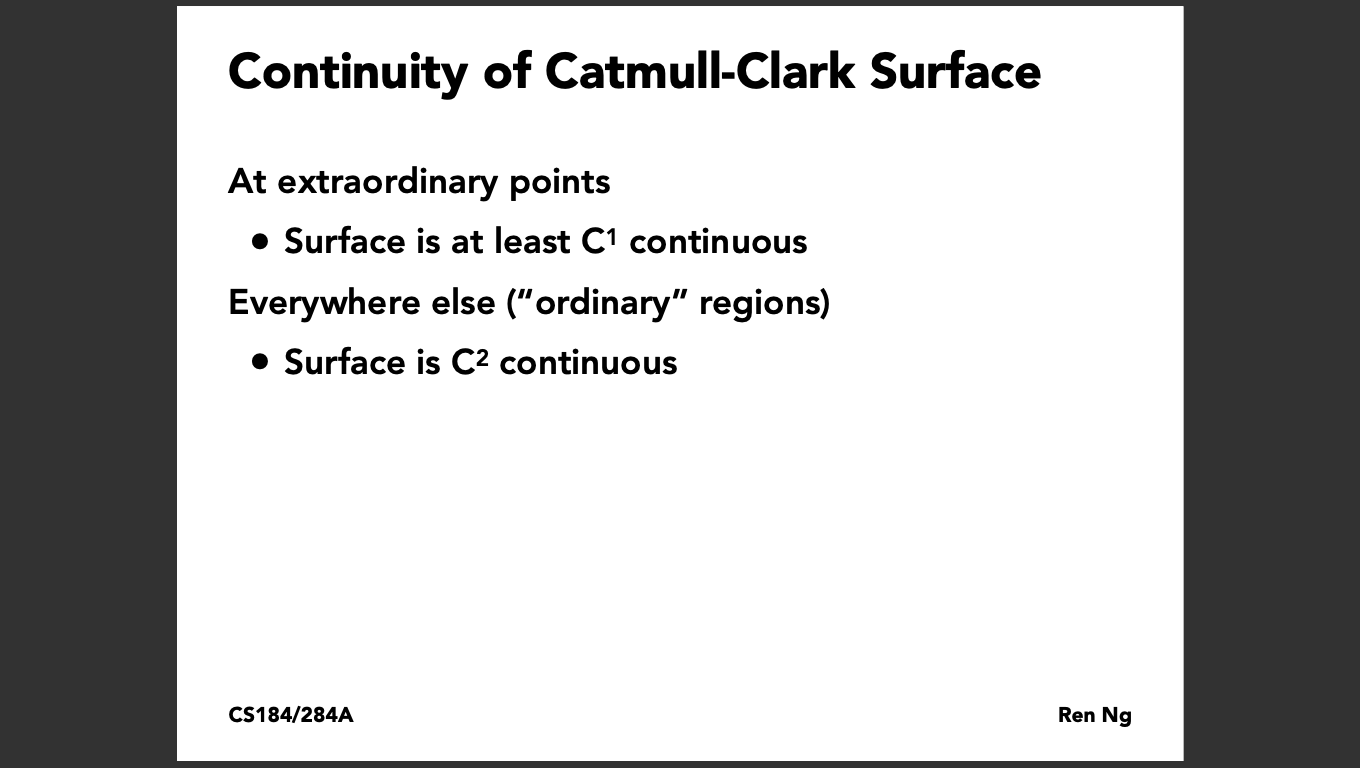 Continuity of Catmull-Clark Surface
At extraordinary points
• Surface is at least C¹ continuous
Everywhere else (“ordinary” regions)
• Surface is C² continuous
CS184/284A
Ren Ng